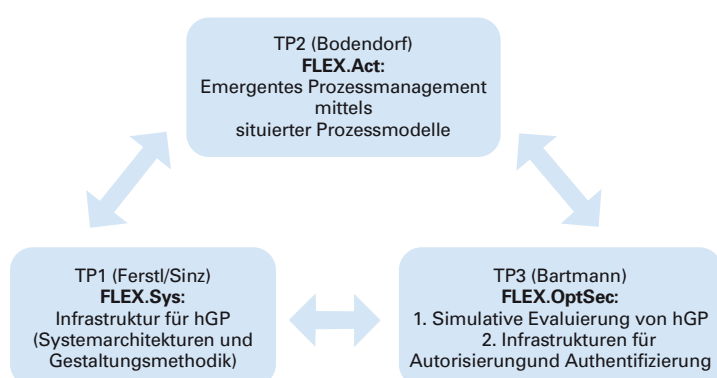 TP2 (Bodendorf)
FLEX.Act:
Emergentes Prozessmanagement
mittels
situierter Prozessmodelle
TP1 (Ferstl/Sinz)
FLEX.Sys:
Infrastruktur für hGP
(Systemarchitekturen und
Gestaltungsmethodik)
TP3 (Bartmann)
FLEX.OptSec:
1. Simulative Evaluierung von hGP
2. Infrastrukturen für
Autorisierungund Authentifizierung